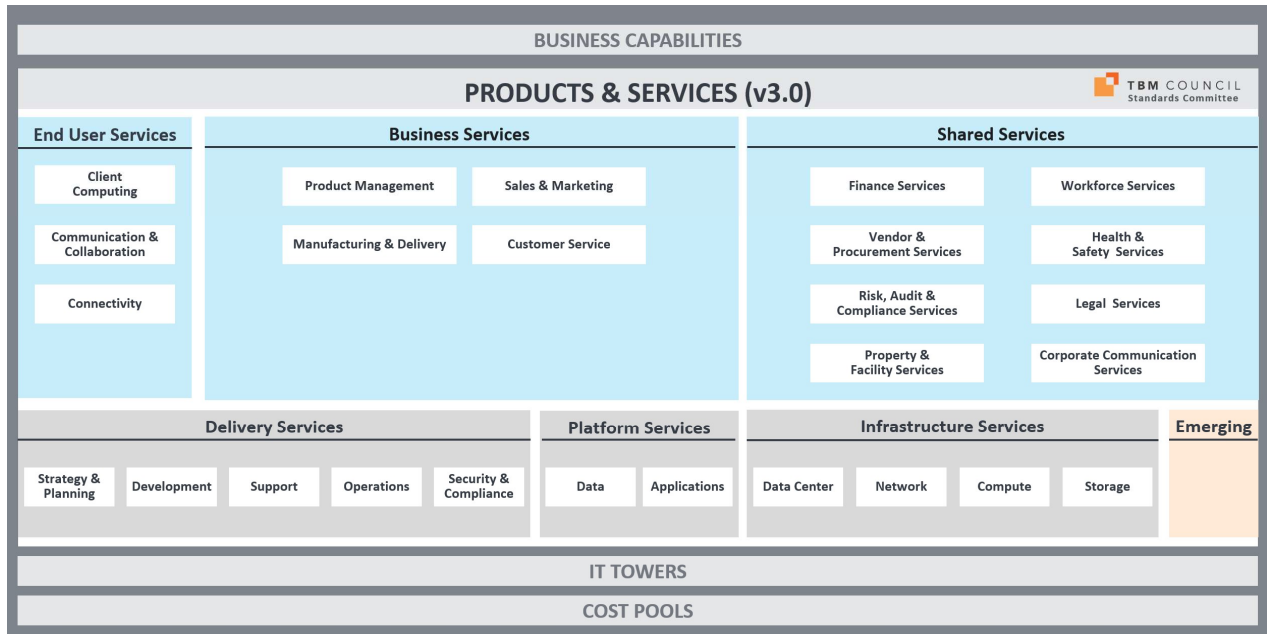 BUSINESS CAPABILITIES
PRODUCTS & SERVICES (v3.0)
TBM COUNCIL
Standards Committee
End User Services
Client
Computing
Communication &
Collaboration
Connectivity
Business Services
Product Management
Sales & Marketing
Manufacturing & Delivery
Customer Service
Shared Services
Finance Services
Workforce Services
Vendor &
Procurement Services
Health &
Safety Services
Risk, Audit &
Compliance Services
Legal Services
Property &
Facility Services
Corporate Communication
Services
Delivery Services
Strategy &
Planning
Development
Support
Operations
Security &
Compliance
Platform Services
Data
Applications
Infrastructure Services
Data Center
Network
Compute
Storage
Emerging
IT TOWERS
COST POOLS